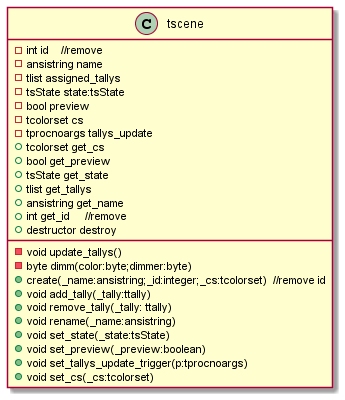 C tscene
int id //remove
ansistring name
tlist assigned_tallys
tsState state:tsState
bool preview
tcolorset cs
tprocnoargs tallys_update
tcolorset get_cs
bool get_preview
tsState get_state
tlist get_tallys
ansistring get_name
int get_id //remove
destructor destroy
void update_tallys()
byte dimm(color:byte;dimmer:byte)
create(_name:ansistring;_id:integer;_cs:tcolorset) //remove id
void add_tally(_tally:ttally)
void remove_tally(_tally: ttally)
void rename(_name:ansistring)
void set_state(_state:tsState)
void set_preview(_preview:boolean)
void set_tallys_update_trigger(p:tprocnoargs)
void set_cs(_cs:tcolorset)